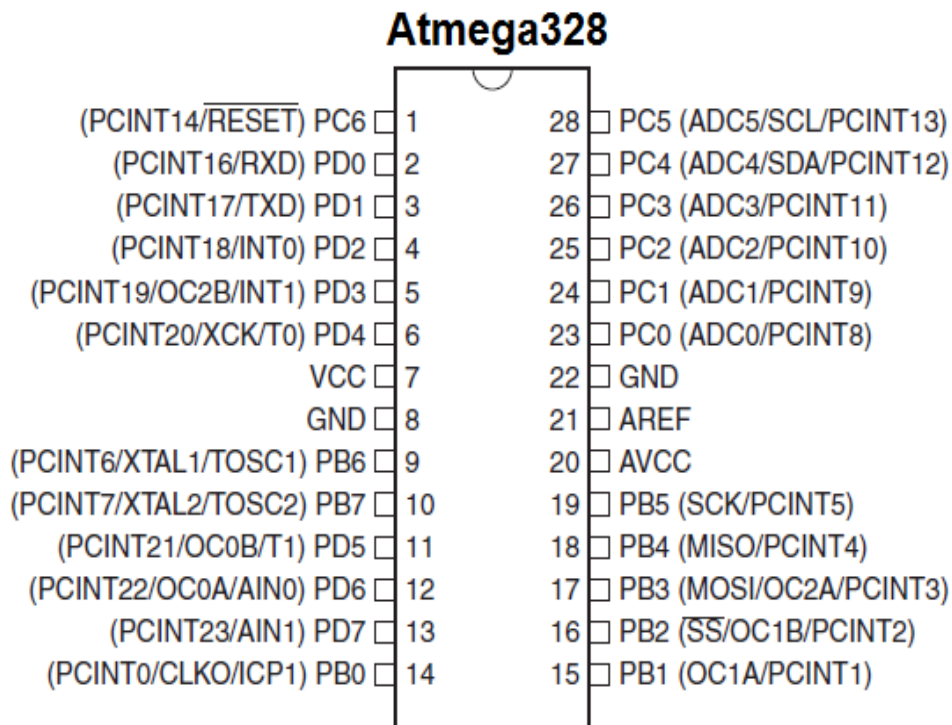 Atmega328
(PCINT14/RESET) PC6 1 28 PC5 (ADC5/SCL/PCINT13)
(PCINT16/RXD) PD0 2 27 PC4 (ADC4/SDA/PCINT12)
(PCINT17/TXD) PD1 3 26 PC3 (ADC3/PCINT11)
(PCINT18/INT0) PD2 4 25 PC2 (ADC2/PCINT10)
(PCINT19/OC2B/INT1) PD3 5 24 PC1 (ADC1/PCINT9)
(PCINT20/XCK/T0) PD4 6 23 PC0 (ADC0/PCINT8)
VCC 7 22 GND
GND 8 21 AREF
(PCINT6/XTAL1/TOSC1) PB6 9 20 AVCC
(PCINT7/XTAL2/TOSC2) PB7 10 19 PB5 (SCK/PCINT5)
(PCINT21/OC0B/T1) PD5 11 18 PB4 (MISO/PCINT4)
(PCINT22/OC0A/AIN0) PD6 12 17 PB3 (MOSI/OC2A/PCINT3)
(PCINT23/AIN1) PD7 13 16 PB2 (SS/OC1B/PCINT2)
(PCINT0/CLKO/ICP1) PB0 14 15 PB1 (OC1A/PCINT1)